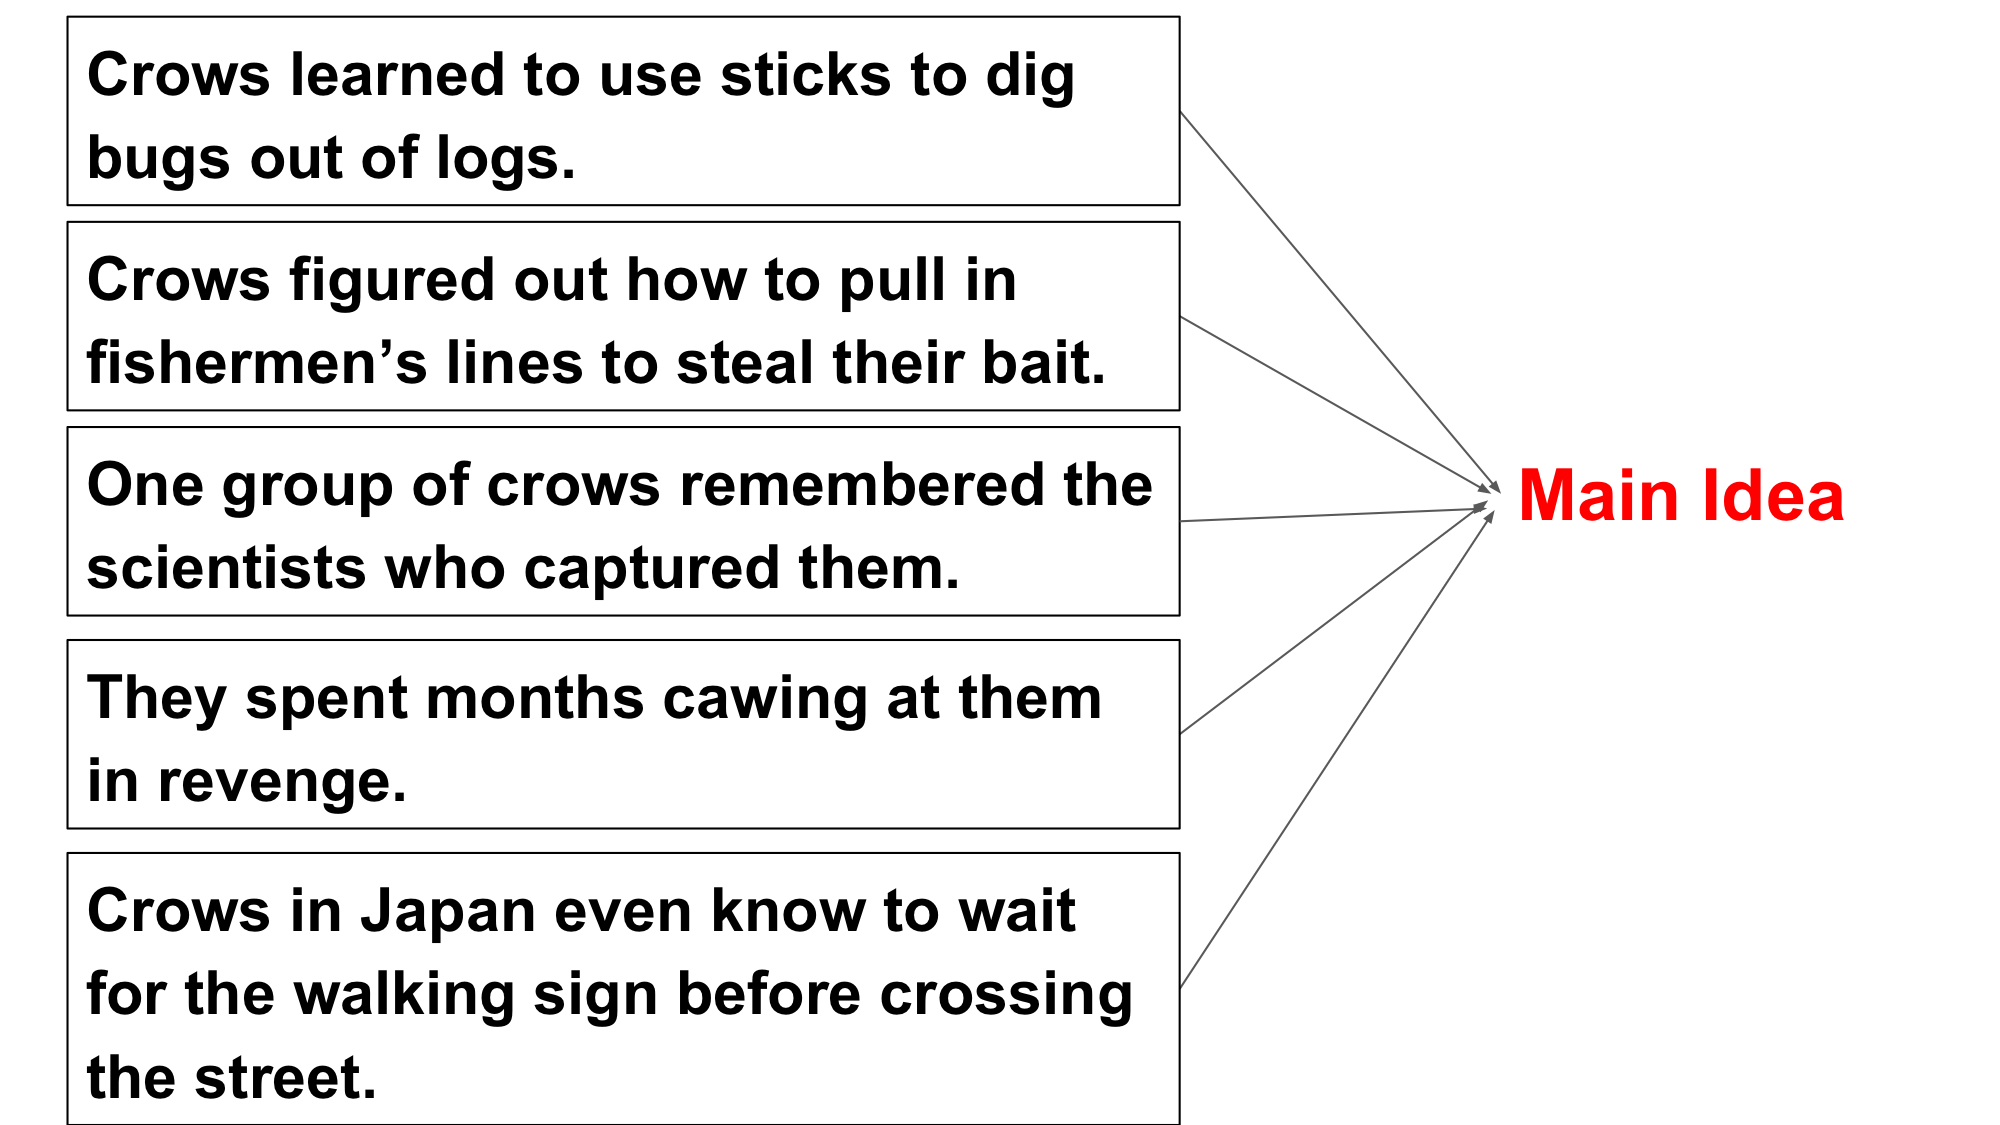 Crows learned to use sticks to dig
bugs out of logs.
Crows figured out how to pull in
fishermen’s lines to steal their bait.
One group of crows remembered the
scientists who captured them.
They spent months cawing at them
in revenge.
Crows in Japan even know to wait
for the walking sign before crossing
the street.
Main Idea